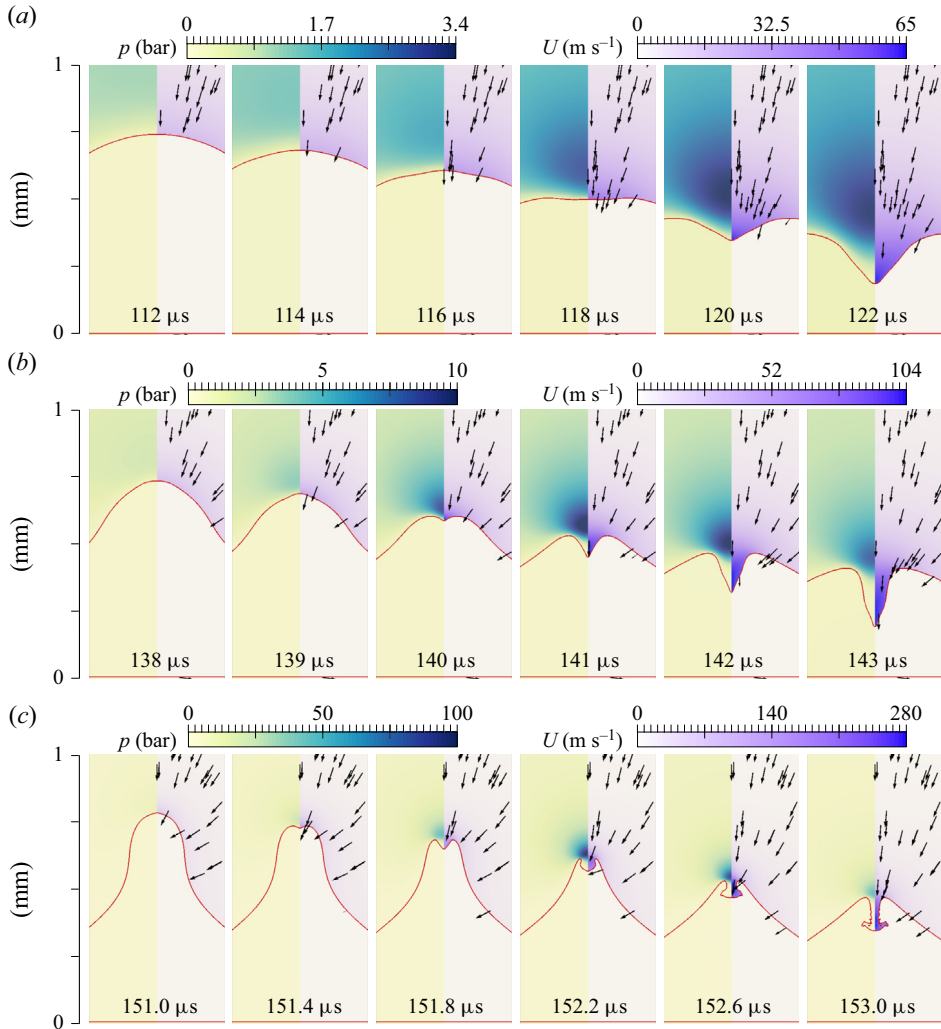 (a)
0 1.7 3.4 0 32.5 65
p (bar) U (m s⁻¹)
1
(mm)
0
112 μs 114 μs 116 μs 118 μs 120 μs 122 μs
(b)
0 5 10 0 52 104
p (bar) U (m s⁻¹)
1
(mm)
0
138 μs 139 μs 140 μs 141 μs 142 μs 143 μs
(c)
0 50 100 0 140 280
p (bar) U (m s⁻¹)
1
(mm)
0
151.0 μs 151.4 μs 151.8 μs 152.2 μs 152.6 μs 153.0 μs